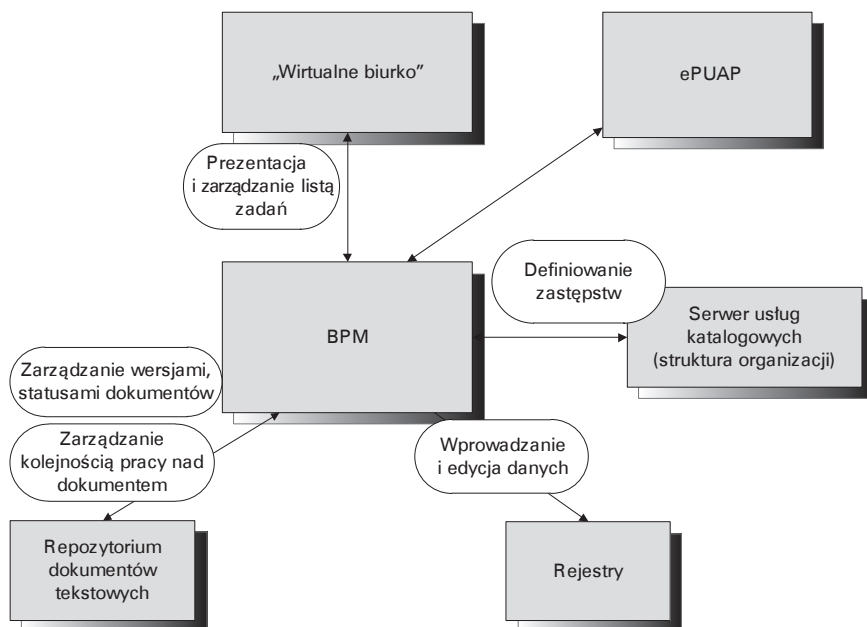 „Wirtualne biurko”
ePUAP
Prezentacja
i zarządzanie listą
zadań
Definiowanie
zastępstw
BPM
Serwer usług
katalogowych
(struktura organizacji)
Zarządzanie wersjami,
statusami dokumentów
Zarządzanie
kolejnością pracy nad
dokumentem
Wprowadzanie
i edycja danych
Repozytorium
dokumentów
tekstowych
Rejestry